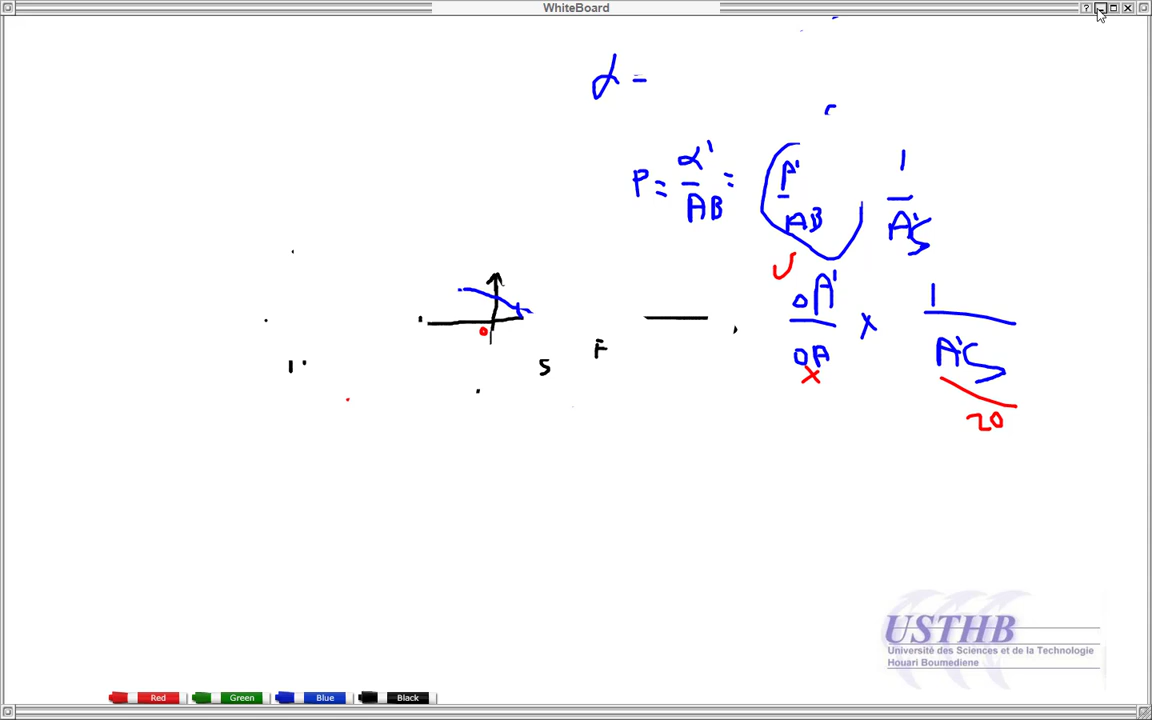 WhiteBoard
α =
P = α' / AB = A' / AB 1 / A'S
OA' / OA × 1 / A'S
O
F
S
1'
20
USTHB
Université des Sciences et de la Technologie
Houari Boumediene
Red Green Blue Black